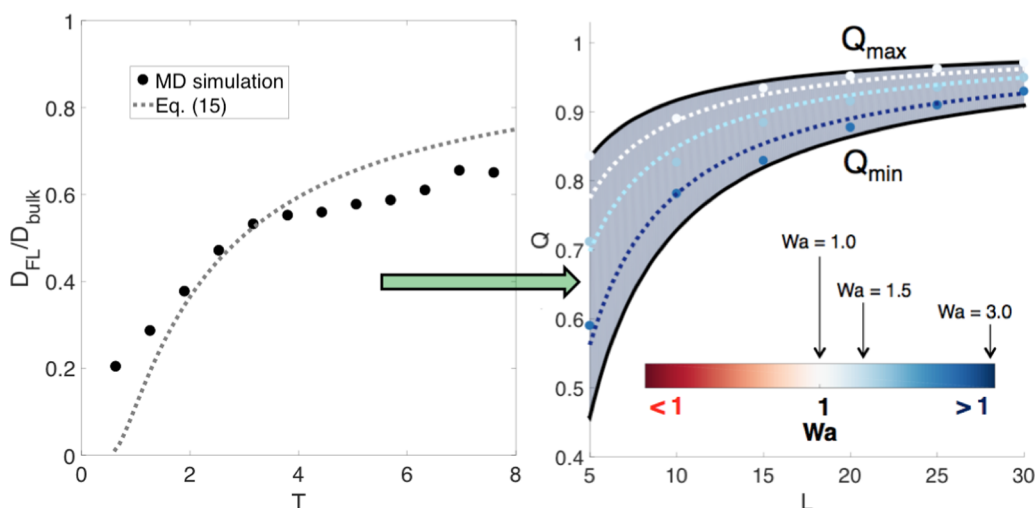 1
0.8
0.6
0.4
0.2
0
0 2 4 6 8
D_FL/D_bulk
T
MD simulation
Eq. (15)
1
0.9
0.8
0.7
0.6
0.5
0.4
5 10 15 20 25 30
Q
L
Q_max
Q_min
Wa = 1.0
Wa = 1.5
Wa = 3.0
< 1 1 > 1
Wa